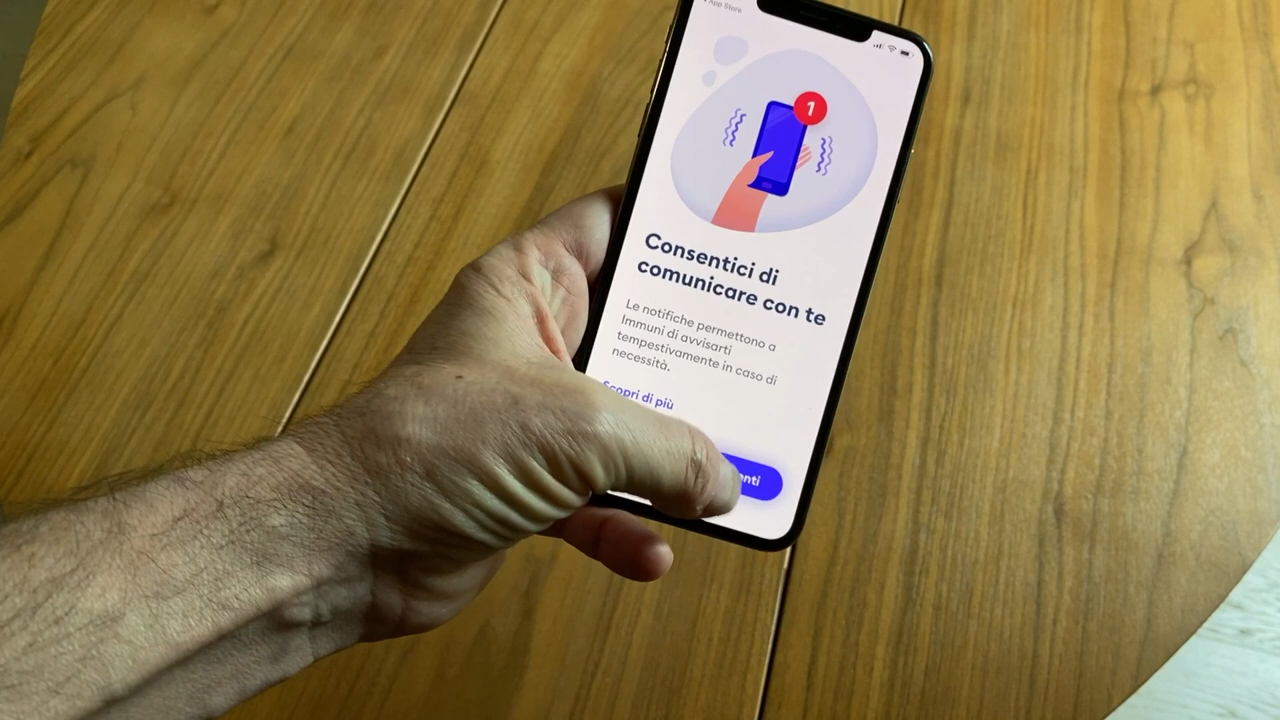 App Store
1
Consentici di
comunicare con te
Le notifiche permettono a
Immuni di avvisarti
tempestivamente in caso di
necessità.
Scopri di più